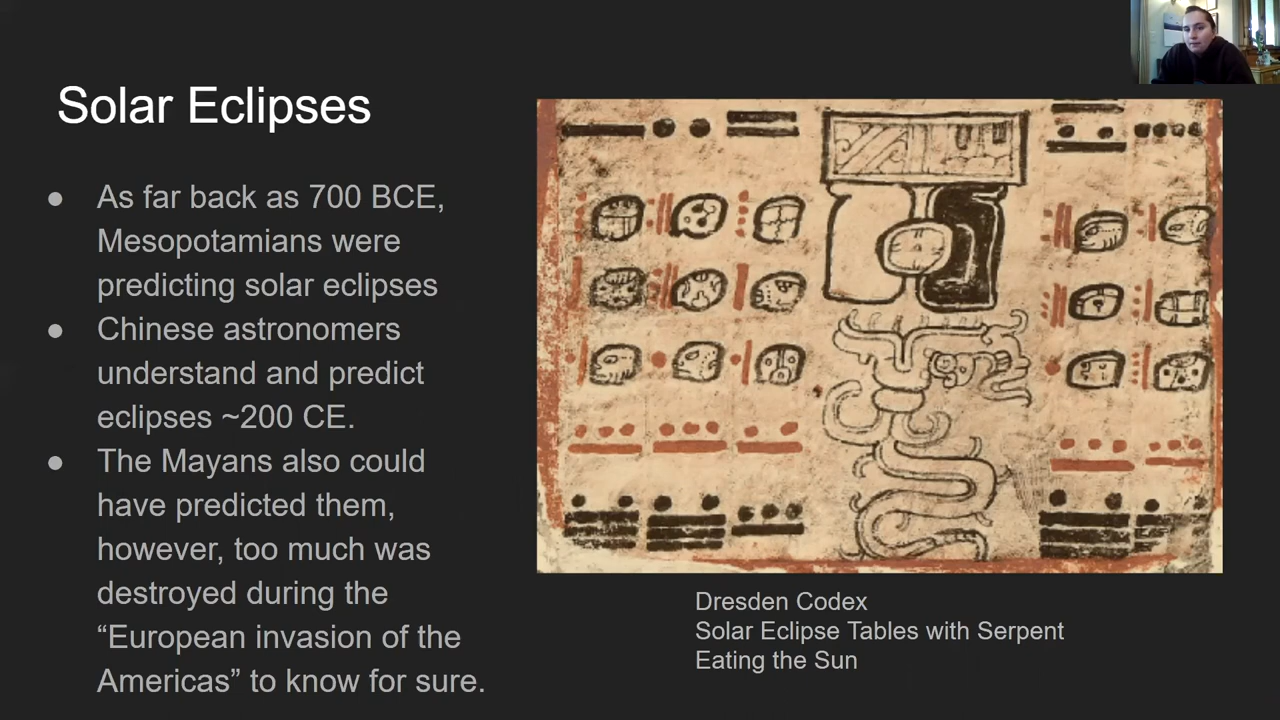 Solar Eclipses
● As far back as 700 BCE,
Mesopotamians were
predicting solar eclipses
● Chinese astronomers
understand and predict
eclipses ~200 CE.
● The Mayans also could
have predicted them,
however, too much was
destroyed during the
“European invasion of the
Americas” to know for sure.
Dresden Codex
Solar Eclipse Tables with Serpent
Eating the Sun